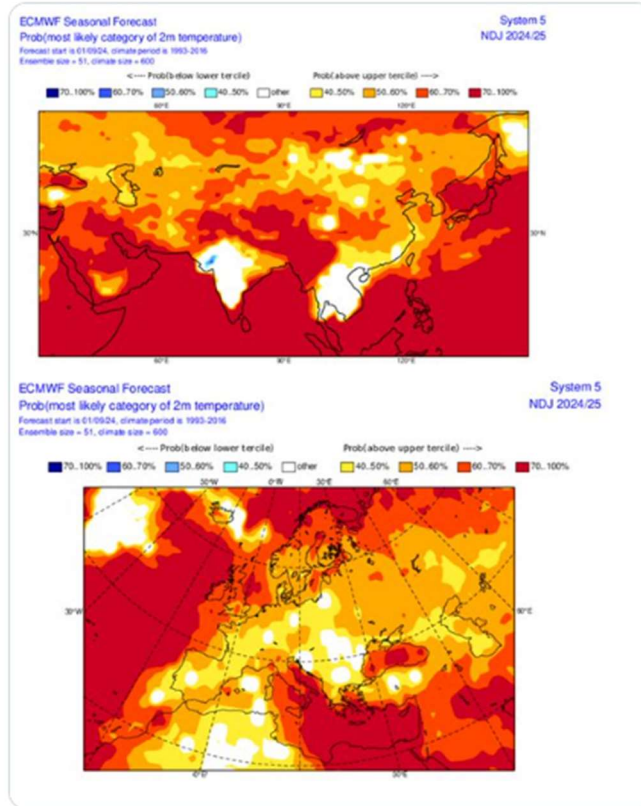 ECMWF Seasonal Forecast System 5
Prob(most likely category of 2m temperature) NDJ 2024/25
Forecast start is 01/09/24, climate period is 1993-2016
Ensemble size = 51, climate size = 600
<---- Prob(below lower tercile) Prob(above upper tercile) ---->
70..100% 60..70% 50..60% 40..50% other 40..50% 50..60% 60..70% 70..100%
60°E 90°E 120°E
30°N 30°N
60°E 90°E 120°E
ECMWF Seasonal Forecast System 5
Prob(most likely category of 2m temperature) NDJ 2024/25
Forecast start is 01/09/24, climate period is 1993-2016
Ensemble size = 51, climate size = 600
<---- Prob(below lower tercile) Prob(above upper tercile) ---->
70..100% 60..70% 50..60% 40..50% other 40..50% 50..60% 60..70% 70..100%
30°W 0°W 30°E 60°E
30°W 60°E
30°E